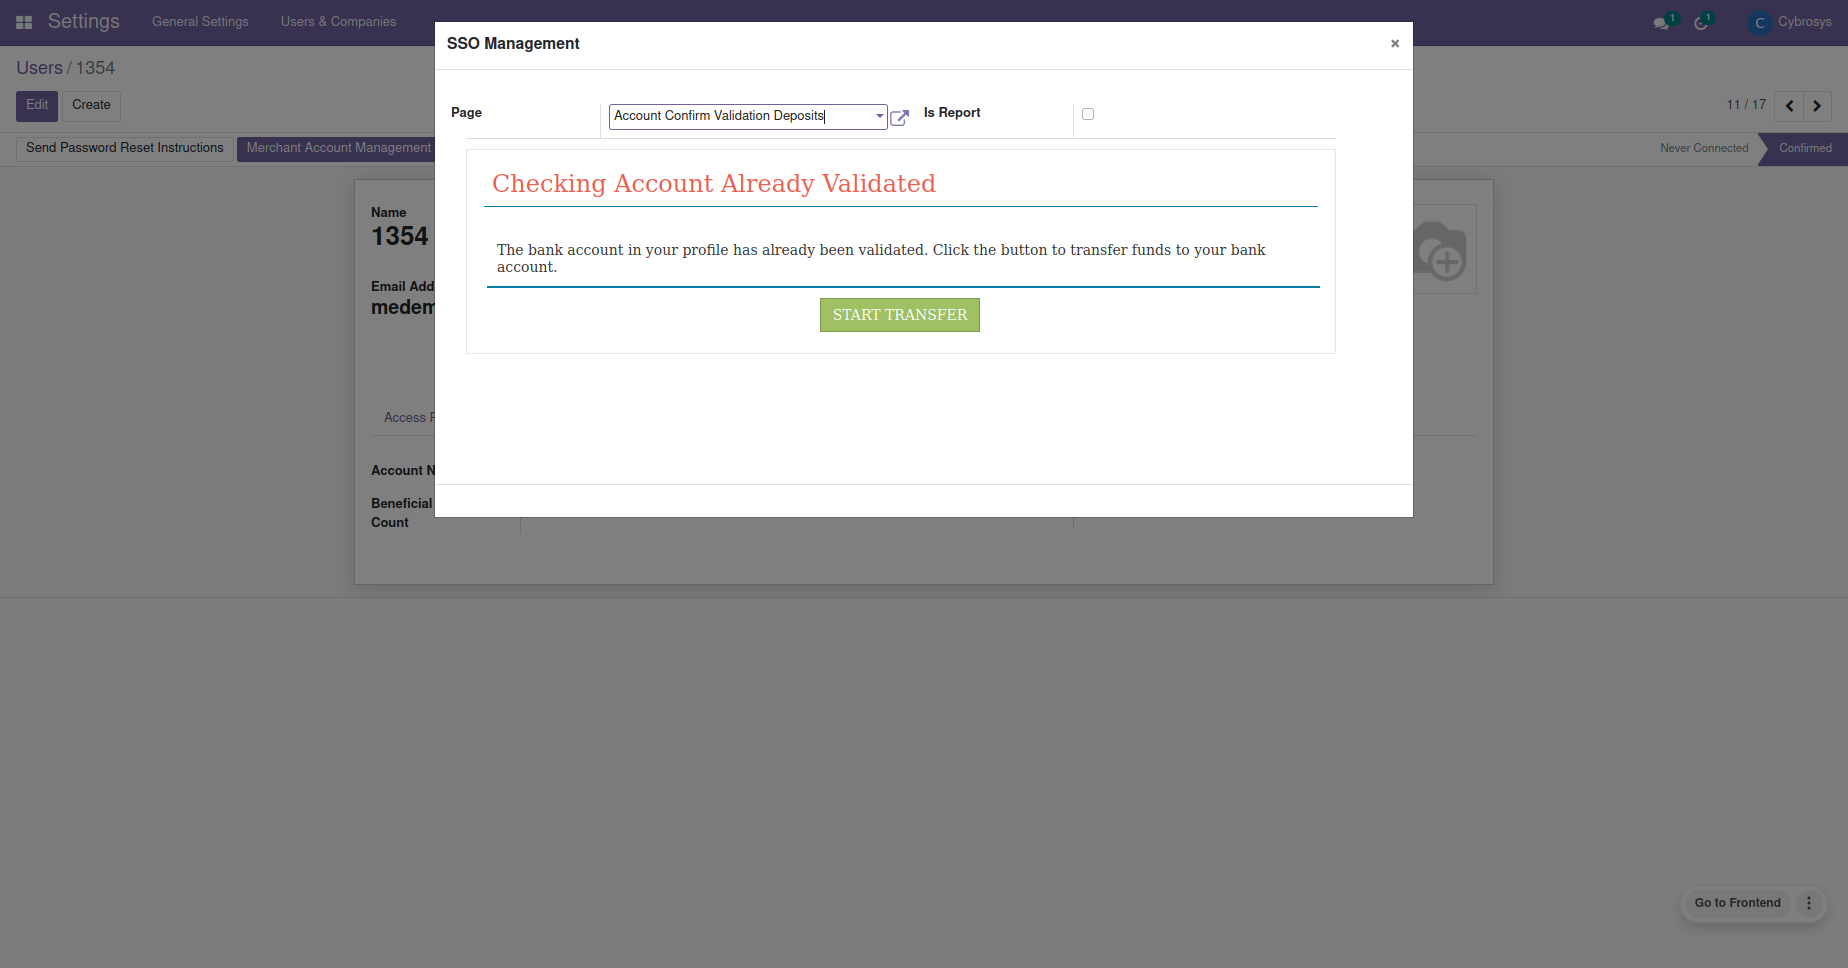 Settings General Settings Users & Companies 1 1 C Cybrosys
Users / 1354
Edit Create 11 / 17
Send Password Reset Instructions Merchant Account Management Never Connected Confirmed
SSO Management ×
Page Account Confirm Validation Deposits Is Report
Checking Account Already Validated
The bank account in your profile has already been validated. Click the button to transfer funds to your bank
account.
START TRANSFER
Name
1354
Email Add
medem
Access
Account N
Beneficial
Count
Go to Frontend